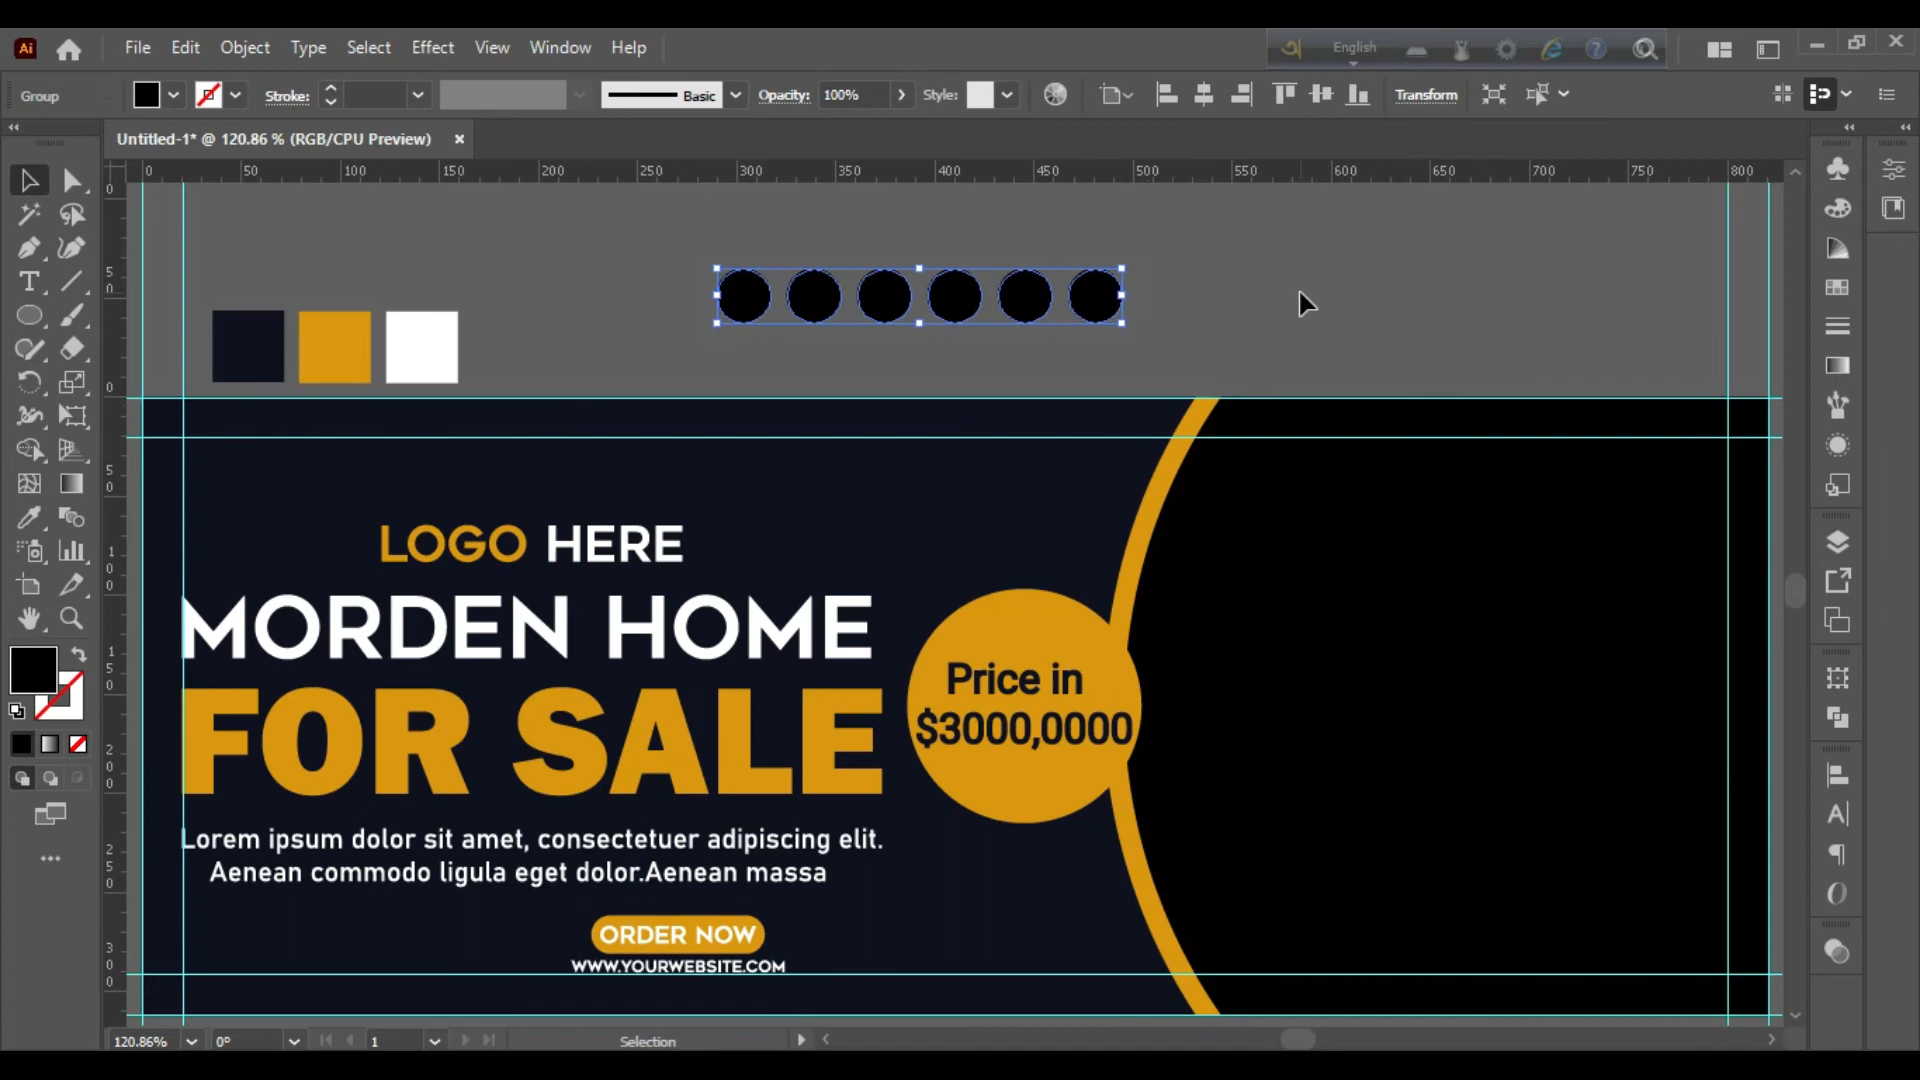 Ai File Edit Object Type Select Effect View Window Help English
Group Stroke: Basic Opacity: 100% Style: Transform
Untitled-1* @ 120.86 % (RGB/CPU Preview) ×
0 50 100 150 200 250 300 350 400 450 500 550 600 650 700 750 800
LOGO HERE
MORDEN HOME
FOR SALE
Price in
$3000,0000
Lorem ipsum dolor sit amet, consectetuer adipiscing elit.
Aenean commodo ligula eget dolor.Aenean massa
ORDER NOW
WWW.YOURWEBSITE.COM
120.86% 0° 1 Selection